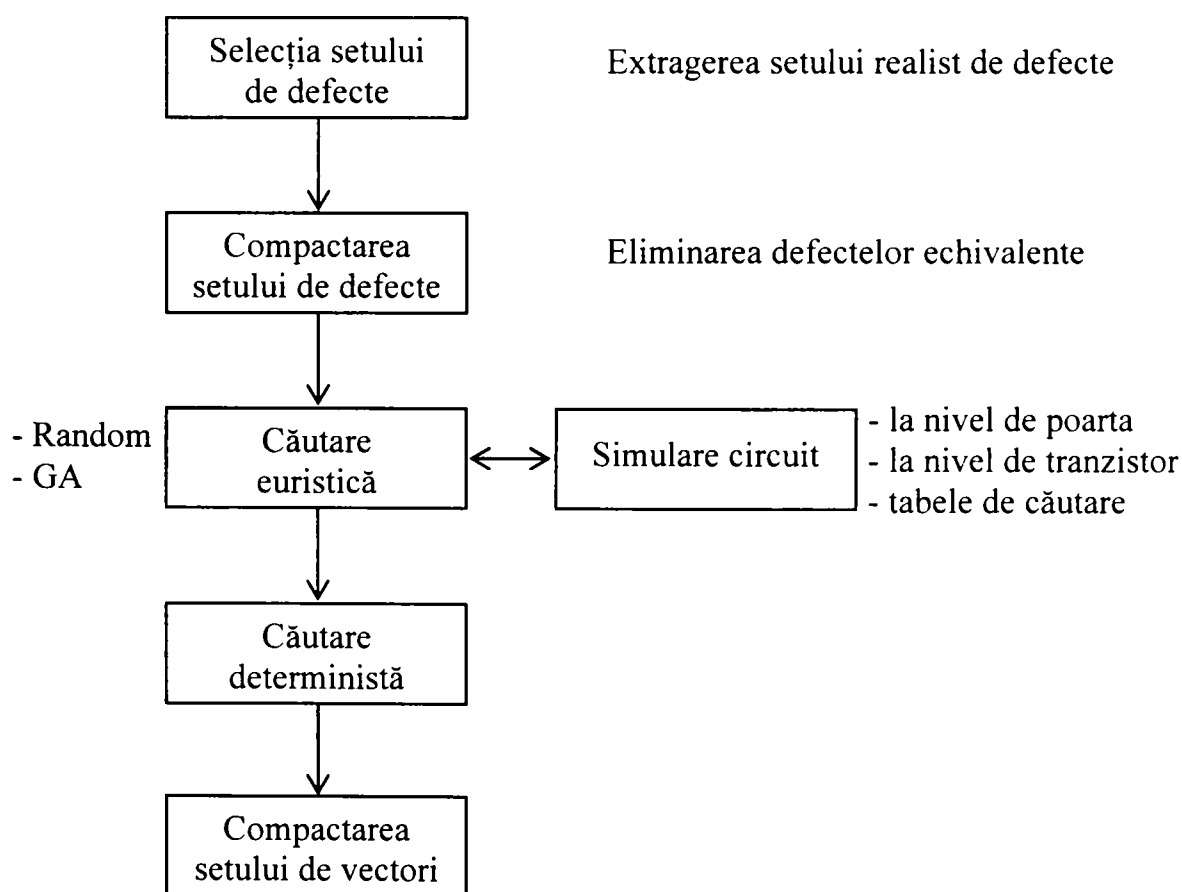 Selecția setului
de defecte
Extragerea setului realist de defecte
Compactarea
setului de defecte
Eliminarea defectelor echivalente
- Random
- GA
Căutare
euristică
Simulare circuit
- la nivel de poarta
- la nivel de tranzistor
- tabele de căutare
Căutare
deterministă
Compactarea
setului de vectori